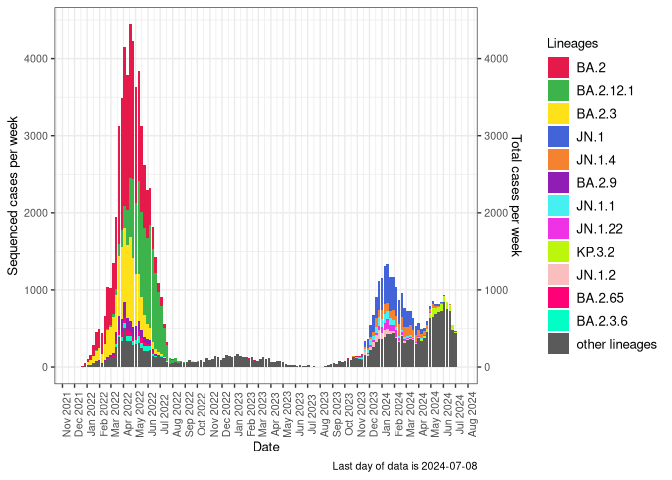 Sequenced cases per week
4000
3000
2000
1000
0
4000
3000
2000
1000
0
Total cases per week
Nov 2021
Dec 2021
Jan 2022
Feb 2022
Mar 2022
Apr 2022
May 2022
Jun 2022
Jul 2022
Aug 2022
Sep 2022
Oct 2022
Nov 2022
Dec 2022
Jan 2023
Feb 2023
Mar 2023
Apr 2023
May 2023
Jun 2023
Jul 2023
Aug 2023
Sep 2023
Oct 2023
Nov 2023
Dec 2023
Jan 2024
Feb 2024
Mar 2024
Apr 2024
May 2024
Jun 2024
Jul 2024
Aug 2024
Date
Lineages
BA.2
BA.2.12.1
BA.2.3
JN.1
JN.1.4
BA.2.9
JN.1.1
JN.1.22
KP.3.2
JN.1.2
BA.2.65
BA.2.3.6
other lineages
Last day of data is 2024-07-08